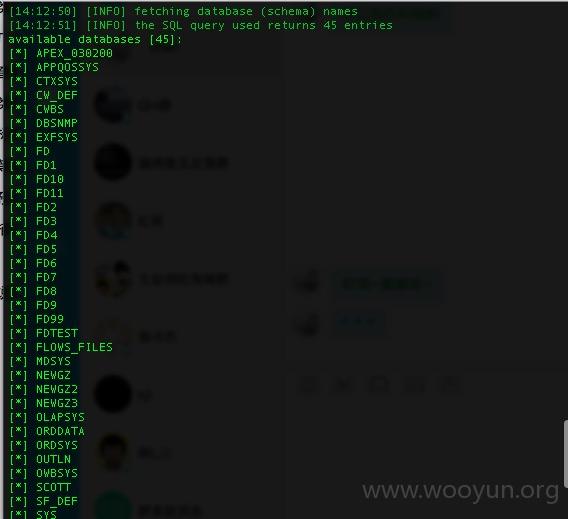 [14:12:50] [INFO] fetching database (schema) names
[14:12:51] [INFO] the SQL query used returns 45 entries
available databases [45]:
[*] APEX_030200
[*] APPQOSSYS
[*] CTXSYS
[*] CW_DEF
[*] CWBS
[*] DBSNMP
[*] EXFSYS
[*] FD
[*] FD1
[*] FD10
[*] FD11
[*] FD2
[*] FD3
[*] FD4
[*] FD5
[*] FD6
[*] FD7
[*] FD8
[*] FD9
[*] FD99
[*] FDTEST
[*] FLOWS_FILES
[*] MDSYS
[*] NEWGZ
[*] NEWGZ2
[*] NEWGZ3
[*] OLAPSYS
[*] ORDDATA
[*] ORDSYS
[*] OUTLN
[*] OWBSYS
[*] SCOTT
[*] SF_DEF
[*] SYS
www.wooyun.org